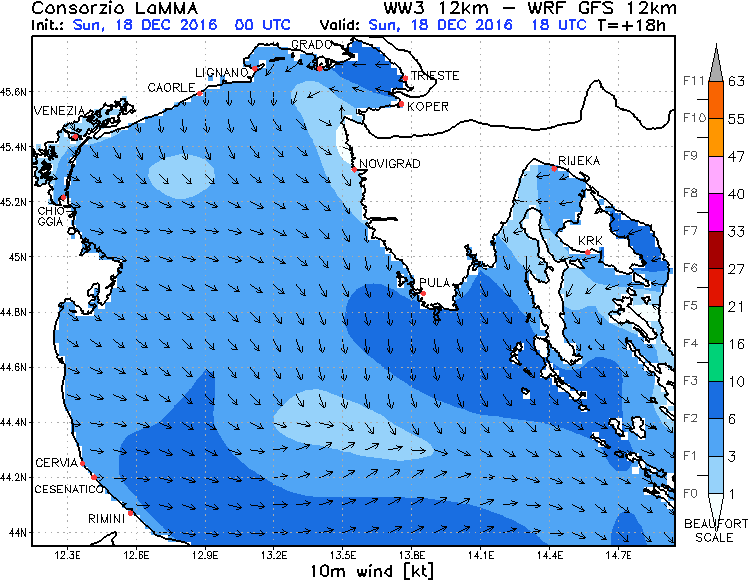 Consorzio LaMMA WW3 12km – WRF GFS 12km
Init.: Sun, 18 DEC 2016 00 UTC Valid: Sun, 18 DEC 2016 18 UTC T=+18h
GRADO
LIGNANO
TRIESTE
CAORLE
KOPER
VENEZIA
NOVIGRAD
RIJEKA
CHIO-
GGIA
KRK
PULA
CERVIA
CESENATICO
RIMINI
45.6N
45.4N
45.2N
45N
44.8N
44.6N
44.4N
44.2N
44N
12.3E 12.6E 12.9E 13.2E 13.5E 13.8E 14.1E 14.4E 14.7E
10m wind [kt]
F11 63
F10 55
F9 47
F8 40
F7 33
F6 27
F5 21
F4 16
F3 10
F2 6
F1 3
F0 1
BEAUFORT
SCALE